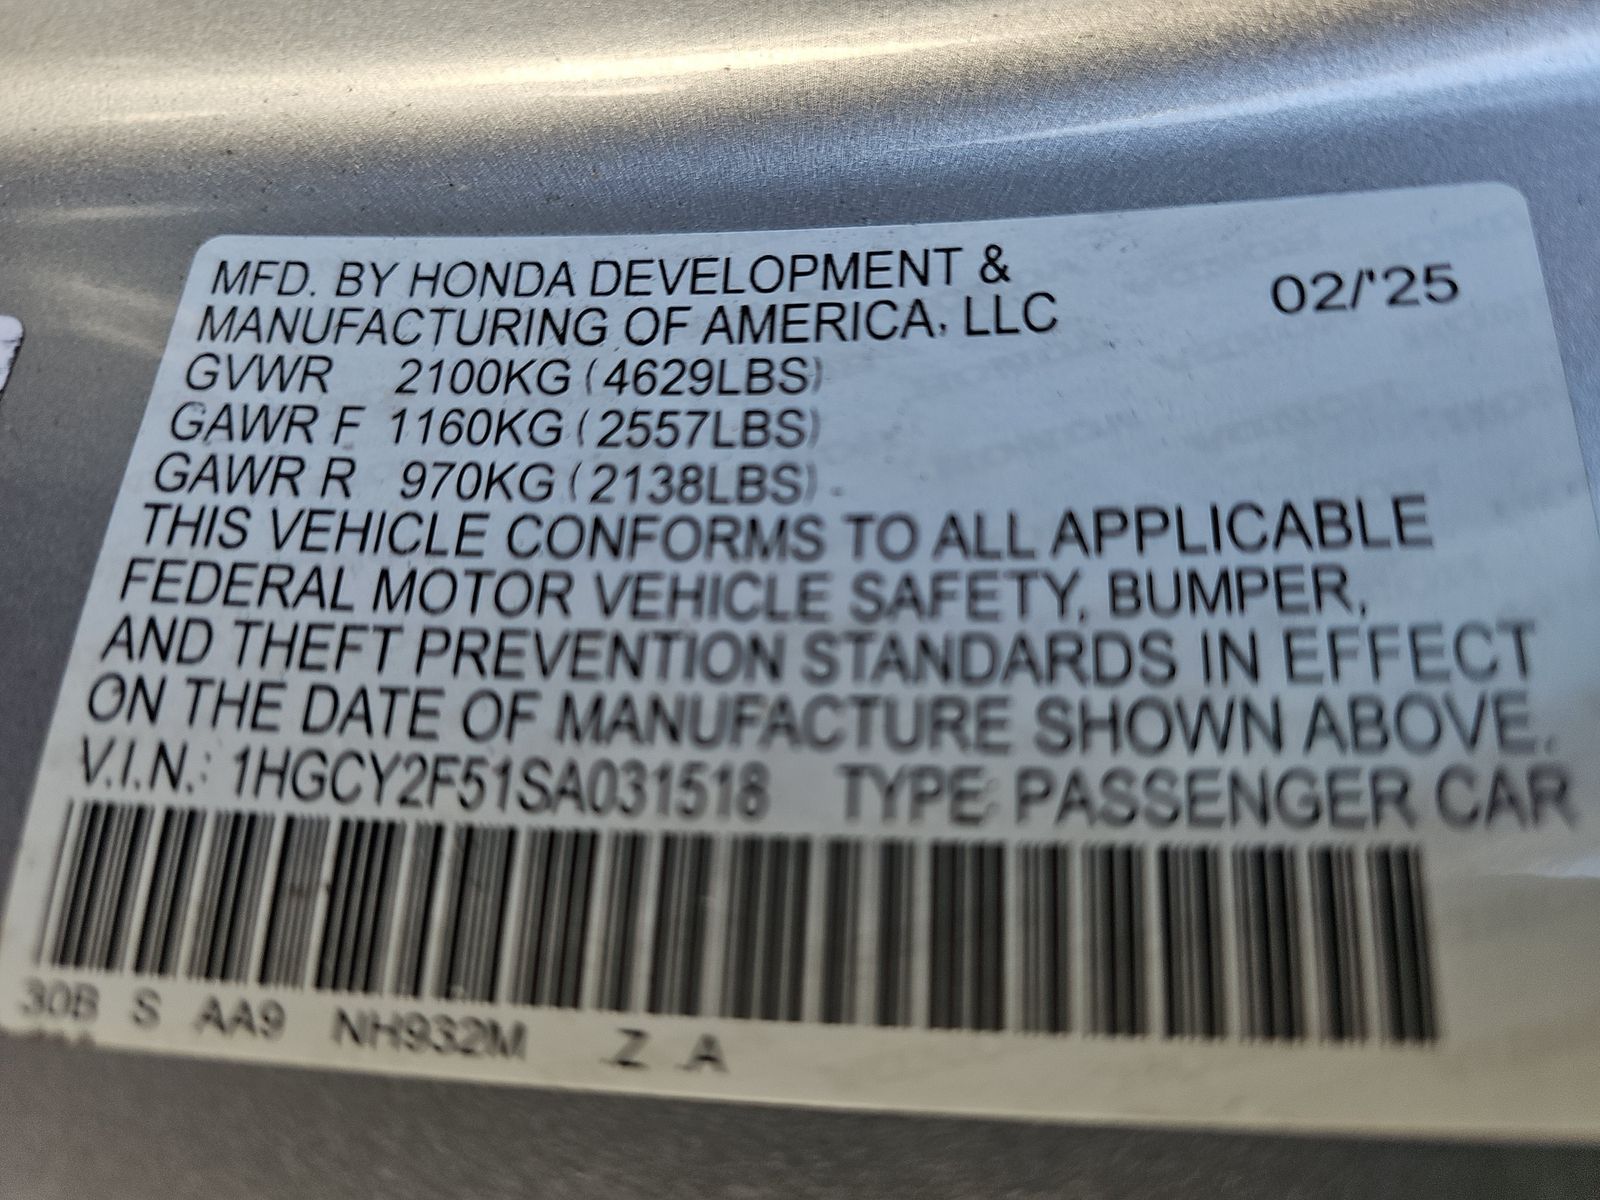 MFD. BY HONDA DEVELOPMENT &
MANUFACTURING OF AMERICA, LLC
02/'25
GVWR 2100KG (4629LBS)
GAWR F 1160KG (2557LBS)
GAWR R 970KG (2138LBS)
THIS VEHICLE CONFORMS TO ALL APPLICABLE
FEDERAL MOTOR VEHICLE SAFETY, BUMPER,
AND THEFT PREVENTION STANDARDS IN EFFECT
ON THE DATE OF MANUFACTURE SHOWN ABOVE.
V.I.N.: 1HGCY2F51SA031518 TYPE: PASSENGER CAR
30B S AA9 NH932M Z A